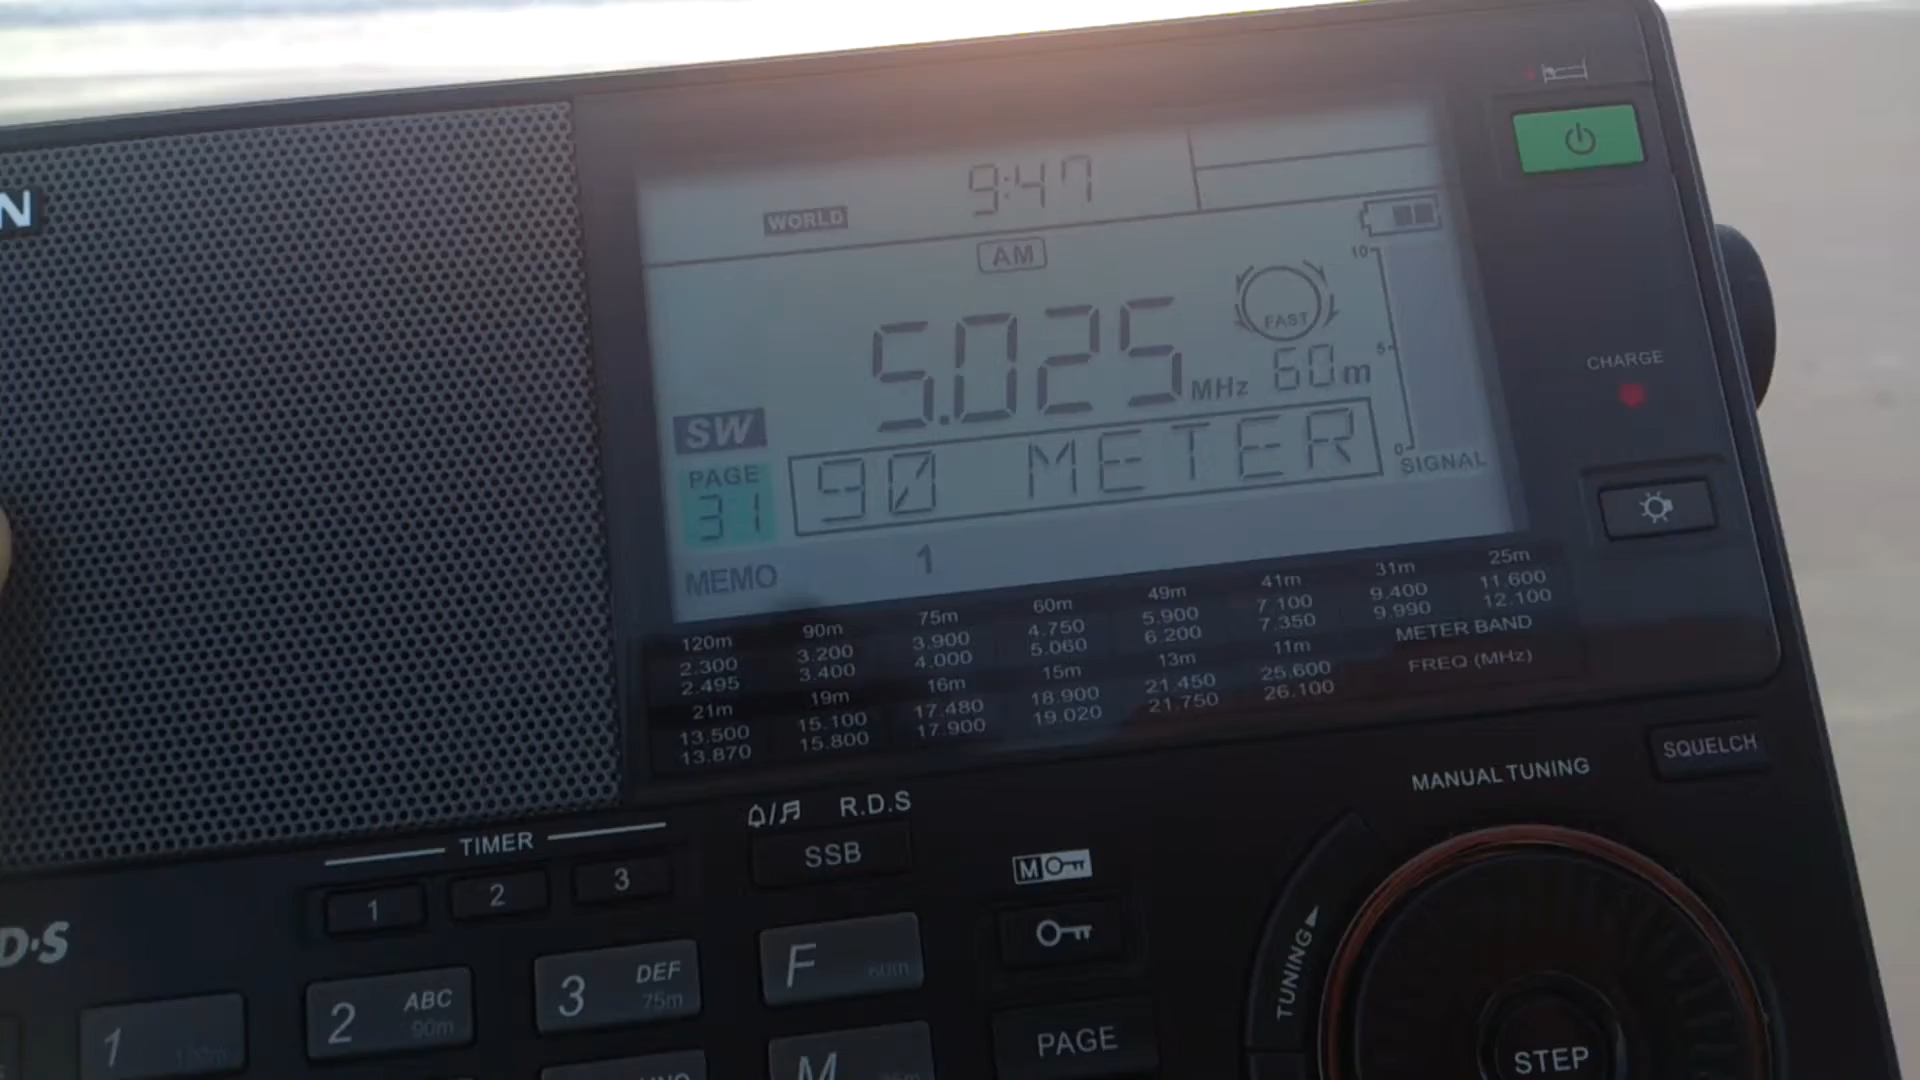 N
9:47
WORLD
AM
10
FAST
5.025 MHz 60m
5
CHARGE
SW
PAGE
31
90 METER
0
SIGNAL
MEMO 1
120m 90m 75m 60m 49m 41m 31m 25m
2.300 3.200 3.900 4.750 5.900 7.100 9.400 11.600
2.495 3.400 4.000 5.060 6.200 7.350 9.990 12.100
21m 19m 16m 15m 13m 11m METER BAND
13.500 15.100 17.480 18.900 21.450 25.600 FREQ (MHz)
13.870 15.800 17.900 19.020 21.750 26.100
SQUELCH
MANUAL TUNING
R.D.S
TIMER
SSB
1 2 3
M
D·S
TUNING
1
2 ABC 90m
3 DEF 75m
F 60m
M
PAGE
STEP